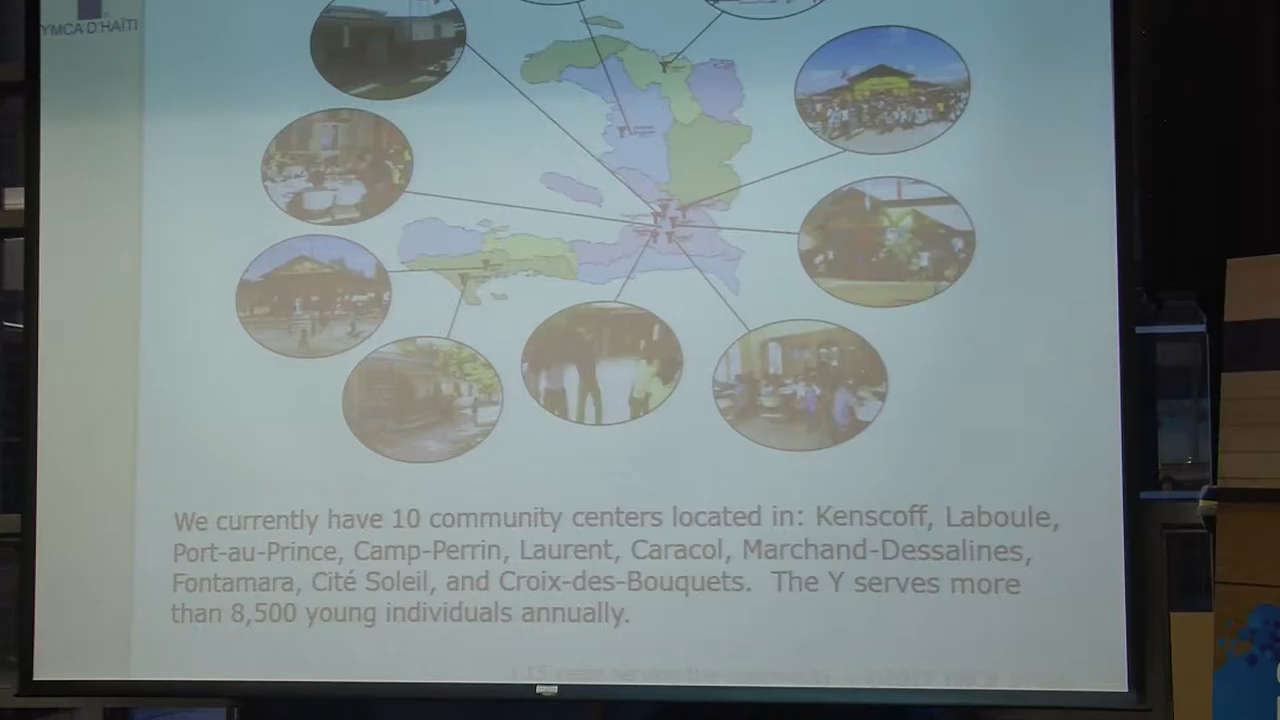 YMCA D'HAÏTI
We currently have 10 community centers located in: Kenscoff, Laboule,
Port-au-Prince, Camp-Perrin, Laurent, Caracol, Marchand-Dessalines,
Fontamara, Cité Soleil, and Croix-des-Bouquets. The Y serves more
than 8,500 young individuals annually.